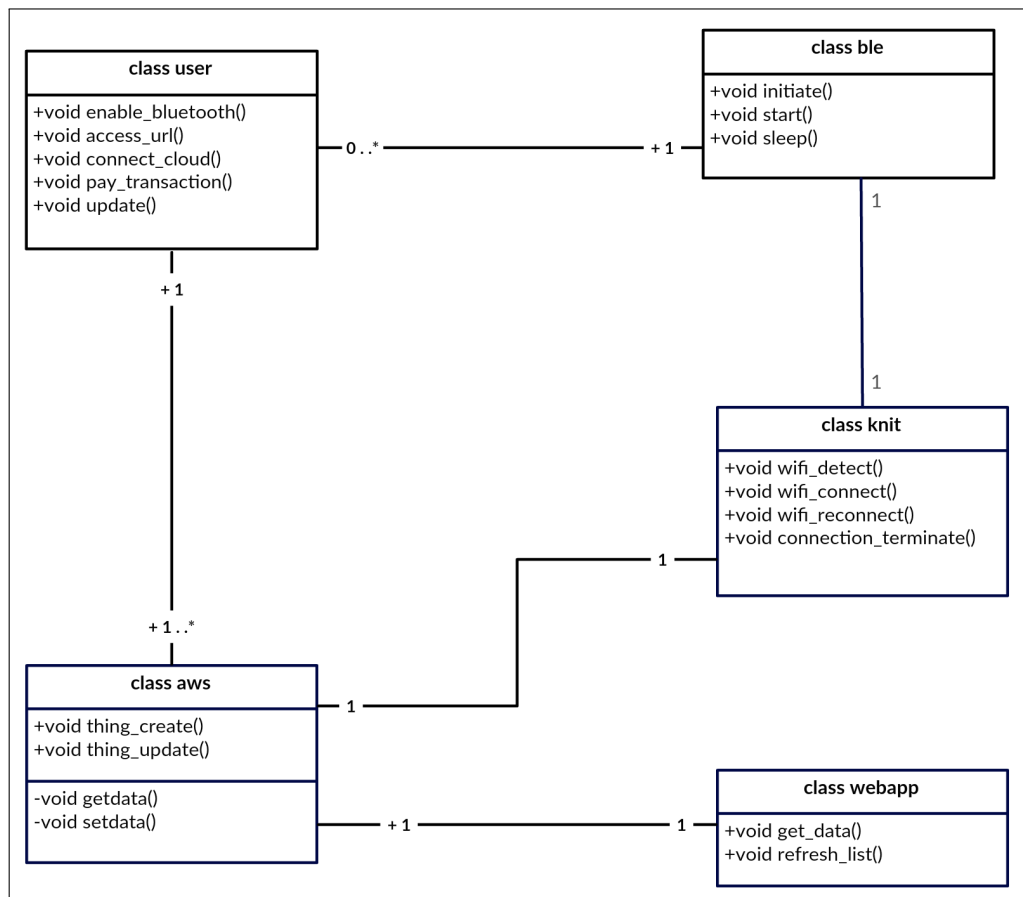 class user
+void enable_bluetooth()
+void access_url()
+void connect_cloud()
+void pay_transaction()
+void update()
0 . .*
+ 1
class ble
+void initiate()
+void start()
+void sleep()
1
1
+ 1
+ 1 . .*
class knit
+void wifi_detect()
+void wifi_connect()
+void wifi_reconnect()
+void connection_terminate()
1
1
class aws
+void thing_create()
+void thing_update()
-void getdata()
-void setdata()
+ 1
1
class webapp
+void get_data()
+void refresh_list()